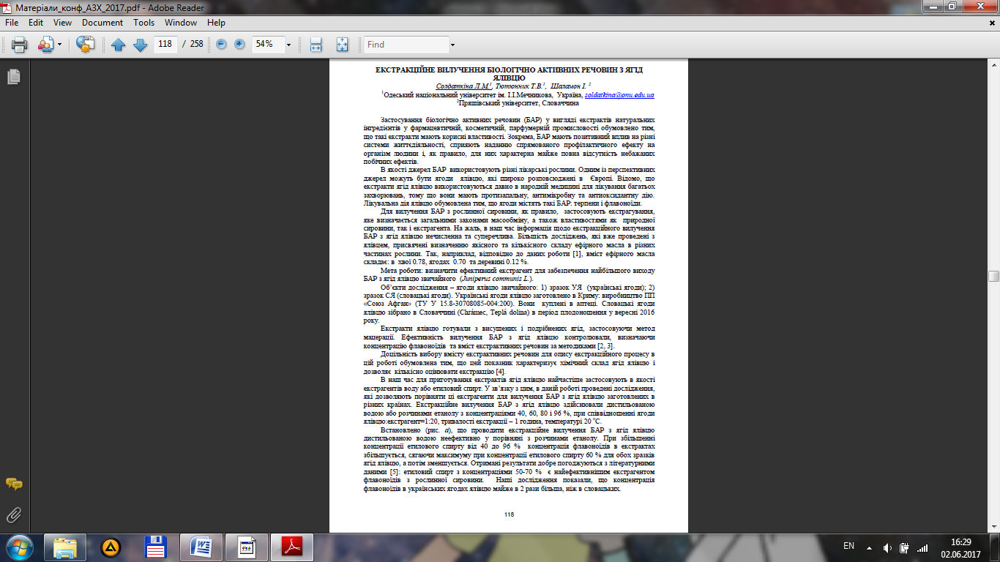 Матеріали_конф_АЗХ_2017.pdf - Adobe Reader
File Edit View Document Tools Window Help
118 / 258 54% Find
ЕКСТРАКЦІЙНЕ ВИЛУЧЕННЯ БІОЛОГІЧНО АКТИВНИХ РЕЧОВИН З ЯГІД
ЯЛІВЦЮ
Солдаткіна Л.М.1, Тютюнник Т.В.1, Шаламон І. 2
1Одеський національний університет ім. І.І.Мечникова, Україна, soldatkina@onu.edu.ua
2Пряшівський університет, Словаччина
Застосування біологічно активних речовин (БАР) у вигляді екстрактів натуральних
інгредієнтів у фармацевтичній, косметичній, парфумерній промисловості обумовлено тим,
що такі екстракти мають корисні властивості. Зокрема, БАР мають позитивний вплив на різні
системи життєдіяльності, сприяють наданню спрямованого профілактичного ефекту на
організм людини і, як правило, для них характерна майже повна відсутність небажаних
побічних ефектів.
В якості джерел БАР використовують різні лікарські рослини. Одним із перспективних
джерел можуть бути ягоди ялівцю, які широко розповсюджені в Європі. Відомо, що
екстракти ягід ялівцю використовуються давно в народній медицині для лікування багатьох
захворювань, тому що вони мають протизапальну, антимікробну та антиоксидантну дію.
Лікувальна дія ялівцю обумовлена тим, що ягоди містять такі БАР: терпени і флавоноїди.
Для вилучення БАР з рослинної сировини, як правило, застосовують екстрагування,
яке визначається загальними законами масообміну, а також властивостями як природної
сировини, так і екстрагента. На жаль, в наш час інформація щодо екстракційного вилучення
БАР з ягід ялівцю нечисленна та суперечлива. Більшість досліджень, які вже проведені з
ялівцем, присвячені визначенню якісного та кількісного складу ефірного масла в різних
частинах рослини. Так, наприклад, відповідно до даних роботи [1], вміст ефірного масла
складає: в хвої 0.78, ягодах 0.70 та деревині 0.12 %.
Мета роботи: визначити ефективний екстрагент для забезпечення найбільшого виходу
БАР з ягід ялівцю звичайного (Juniperus communis L.).
Об’єкти дослідження – ягоди ялівцю звичайного: 1) зразок УЯ (українські ягоди); 2)
зразок СЯ (словацькі ягоди). Українські ягоди ялівцю заготовлено в Криму: виробництво ПП
«Союз Афган» (ТУ У 15.8-30708085-004:200). Вони куплені в аптеці. Словацькі ягоди
ялівцю зібрано в Словаччині (Chrámec, Teplá dolina) в період плодоношення у вересні 2016
року.
Екстракти ялівцю готували з висушених і подрібнених ягід, застосовуючи метод
мацерації. Ефективність вилучення БАР з ягід ялівцю контролювали, визначаючи
концентрацію флавоноїдів та вміст екстрактивних речовин за методиками [2, 3].
Доцільність вибору вмісту екстрактивних речовин для опису екстракційного процесу в
цій роботі обумовлена тим, що цей показник характеризує хімічний склад ягід ялівцю і
дозволяє кількісно оцінювати екстракцію [4].
В наш час для приготування екстрактів ягід ялівцю найчастіше застосовують в якості
екстрагентів воду або етиловий спирт. У зв’язку з цим, в даній роботі проведені дослідження,
які дозволяють порівняти ці екстрагенти для вилучення БАР з ягід ялівцю заготовлених в
різних країнах. Екстракційне вилучення БАР з ягід ялівцю здійснювали дистильованою
водою або розчинами етанолу з концентраціями 40, 60, 80 і 96 %, при співвідношенні ягоди
ялівцю:екстрагент=1:20, тривалості екстракції – 1 година, температурі 20 oС.
Встановлено (рис. а), що проводити екстракційне вилучення БАР з ягід ялівцю
дистильованою водою неефективно у порівняні з розчинами етанолу. При збільшенні
концентрації етилового спирту від 40 до 96 % концентрація флавоноїдів в екстрактах
збільшується, сягаючи максимуму при концентрації етилового спирту 60 % для обох зразків
ягід ялівцю, а потім зменшується. Отримані результати добре погоджуються з літературними
даними [5]: етиловий спирт з концентраціями 50-70 % є найефективнішим екстрагентом
флавоноїдів з рослинної сировини. Наші дослідження показали, що концентрація
флавоноїдів в українських ягодах ялівцю майже в 2 рази більша, ніж в словацьких.
118
EN 16:29
02.06.2017